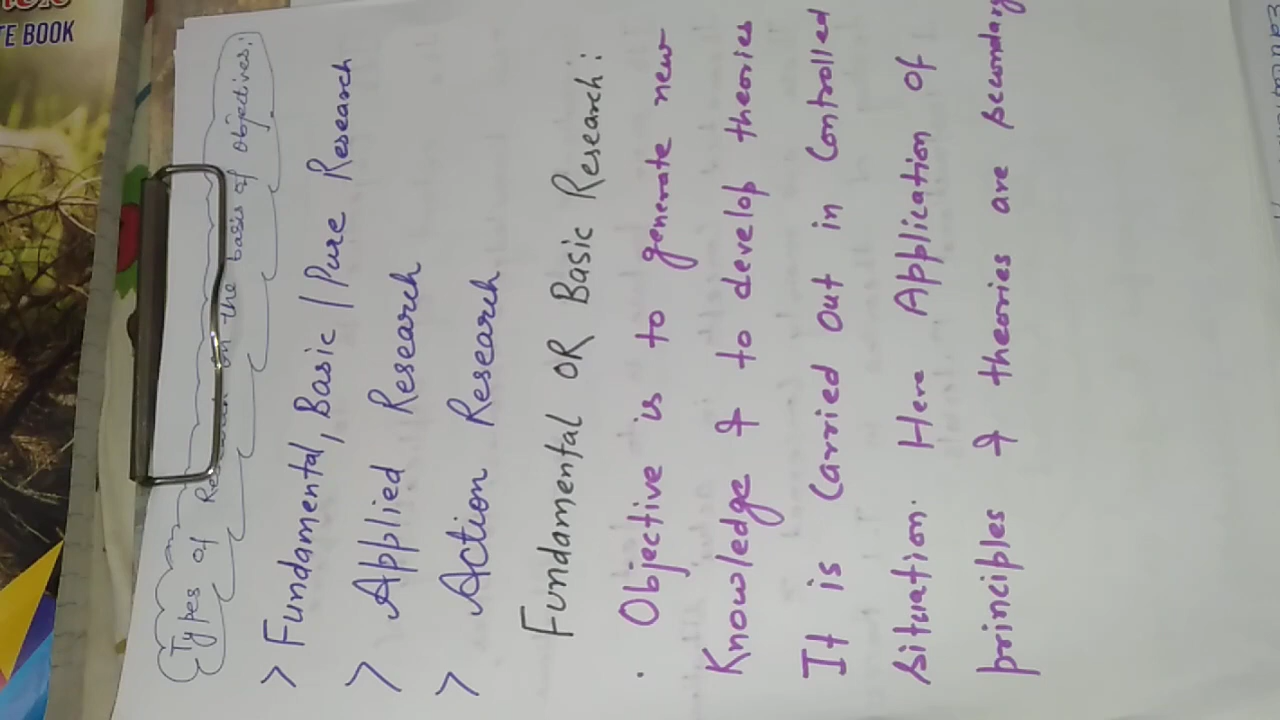 TE BOOK
Types of Research on the basis of objectives:
> Fundamental, Basic / Pure Research
> Applied Research
> Action Research
Fundamental OR Basic Research:
. Objective is to generate new
Knowledge & to develop theories
It is Carried Out in Controlled
Situation. Here Application of
principles & theories are secondary